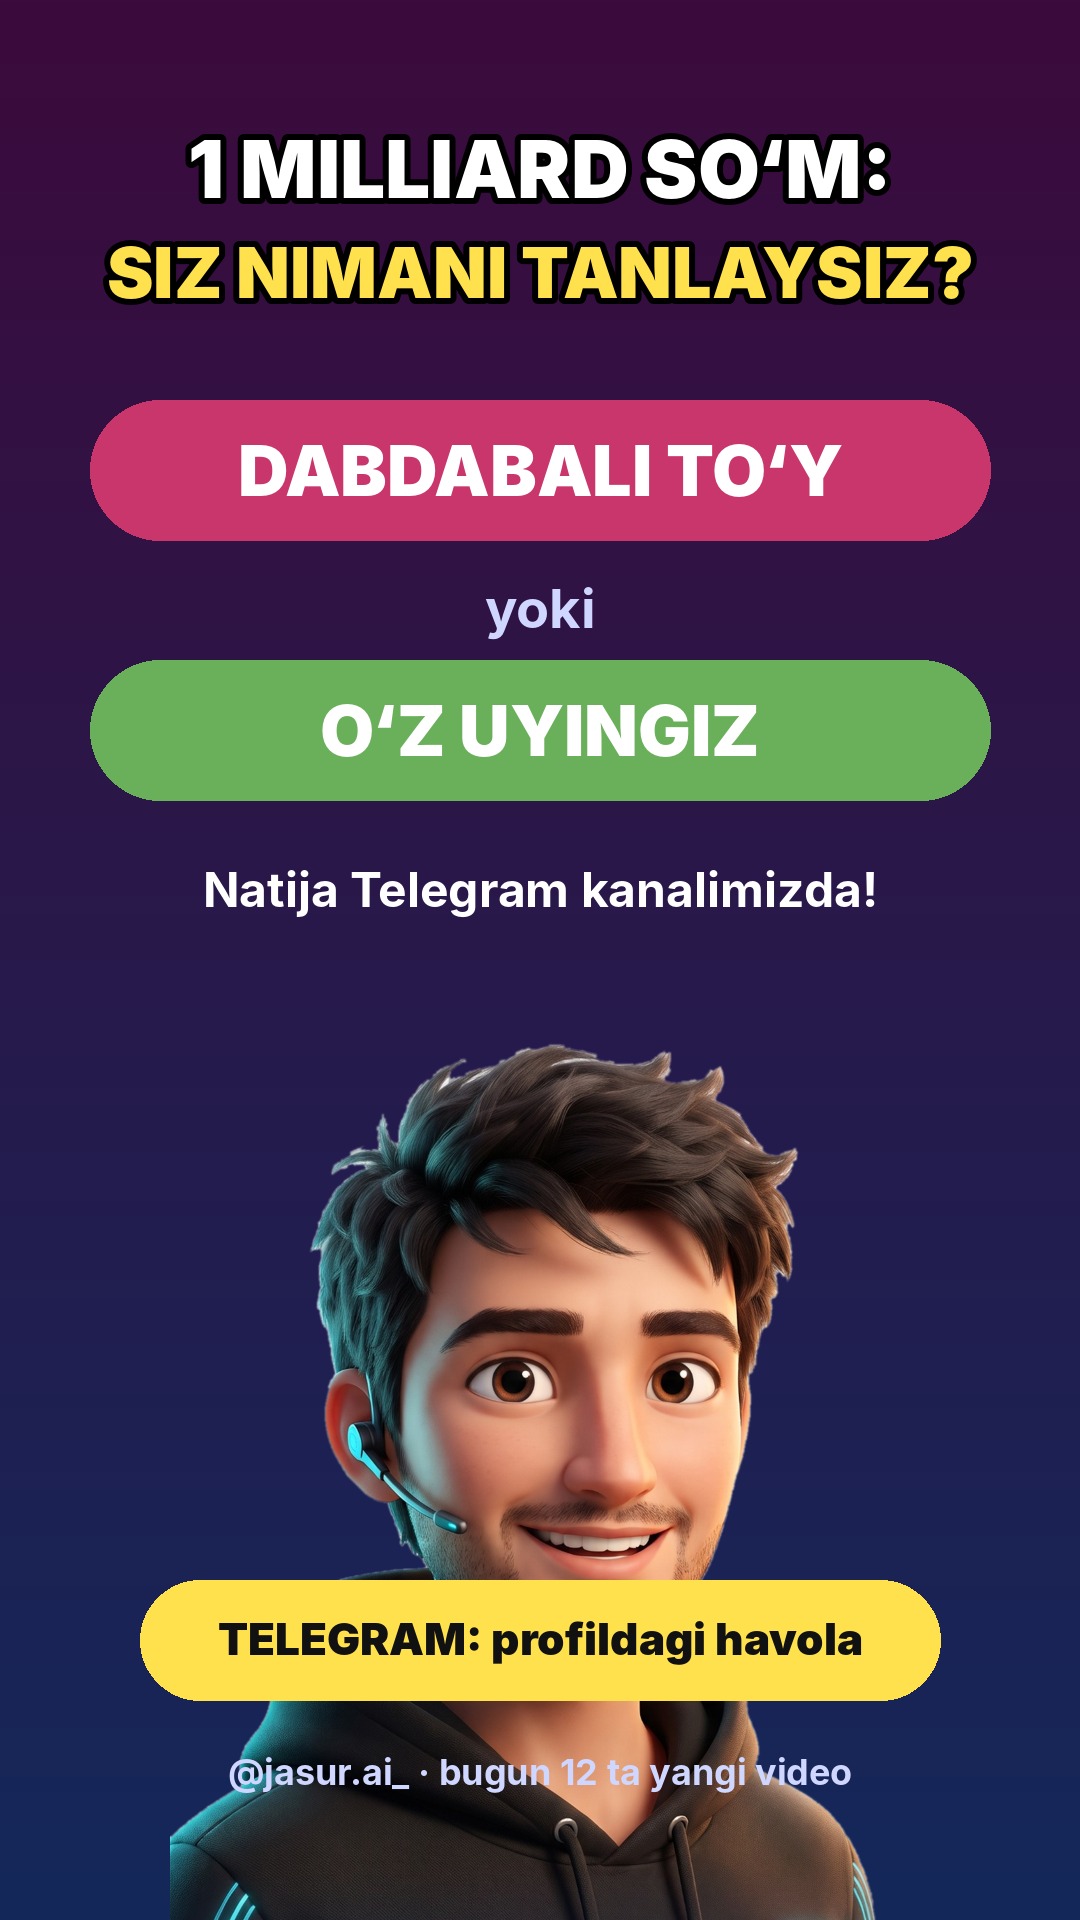 1 MILLIARD SO‘M:
SIZ NIMANI TANLAYSIZ?
DABDABALI TO‘Y
yoki
O‘Z UYINGIZ
Natija Telegram kanalimizda!
TELEGRAM: profildagi havola
@jasur.ai_ · bugun 12 ta yangi video